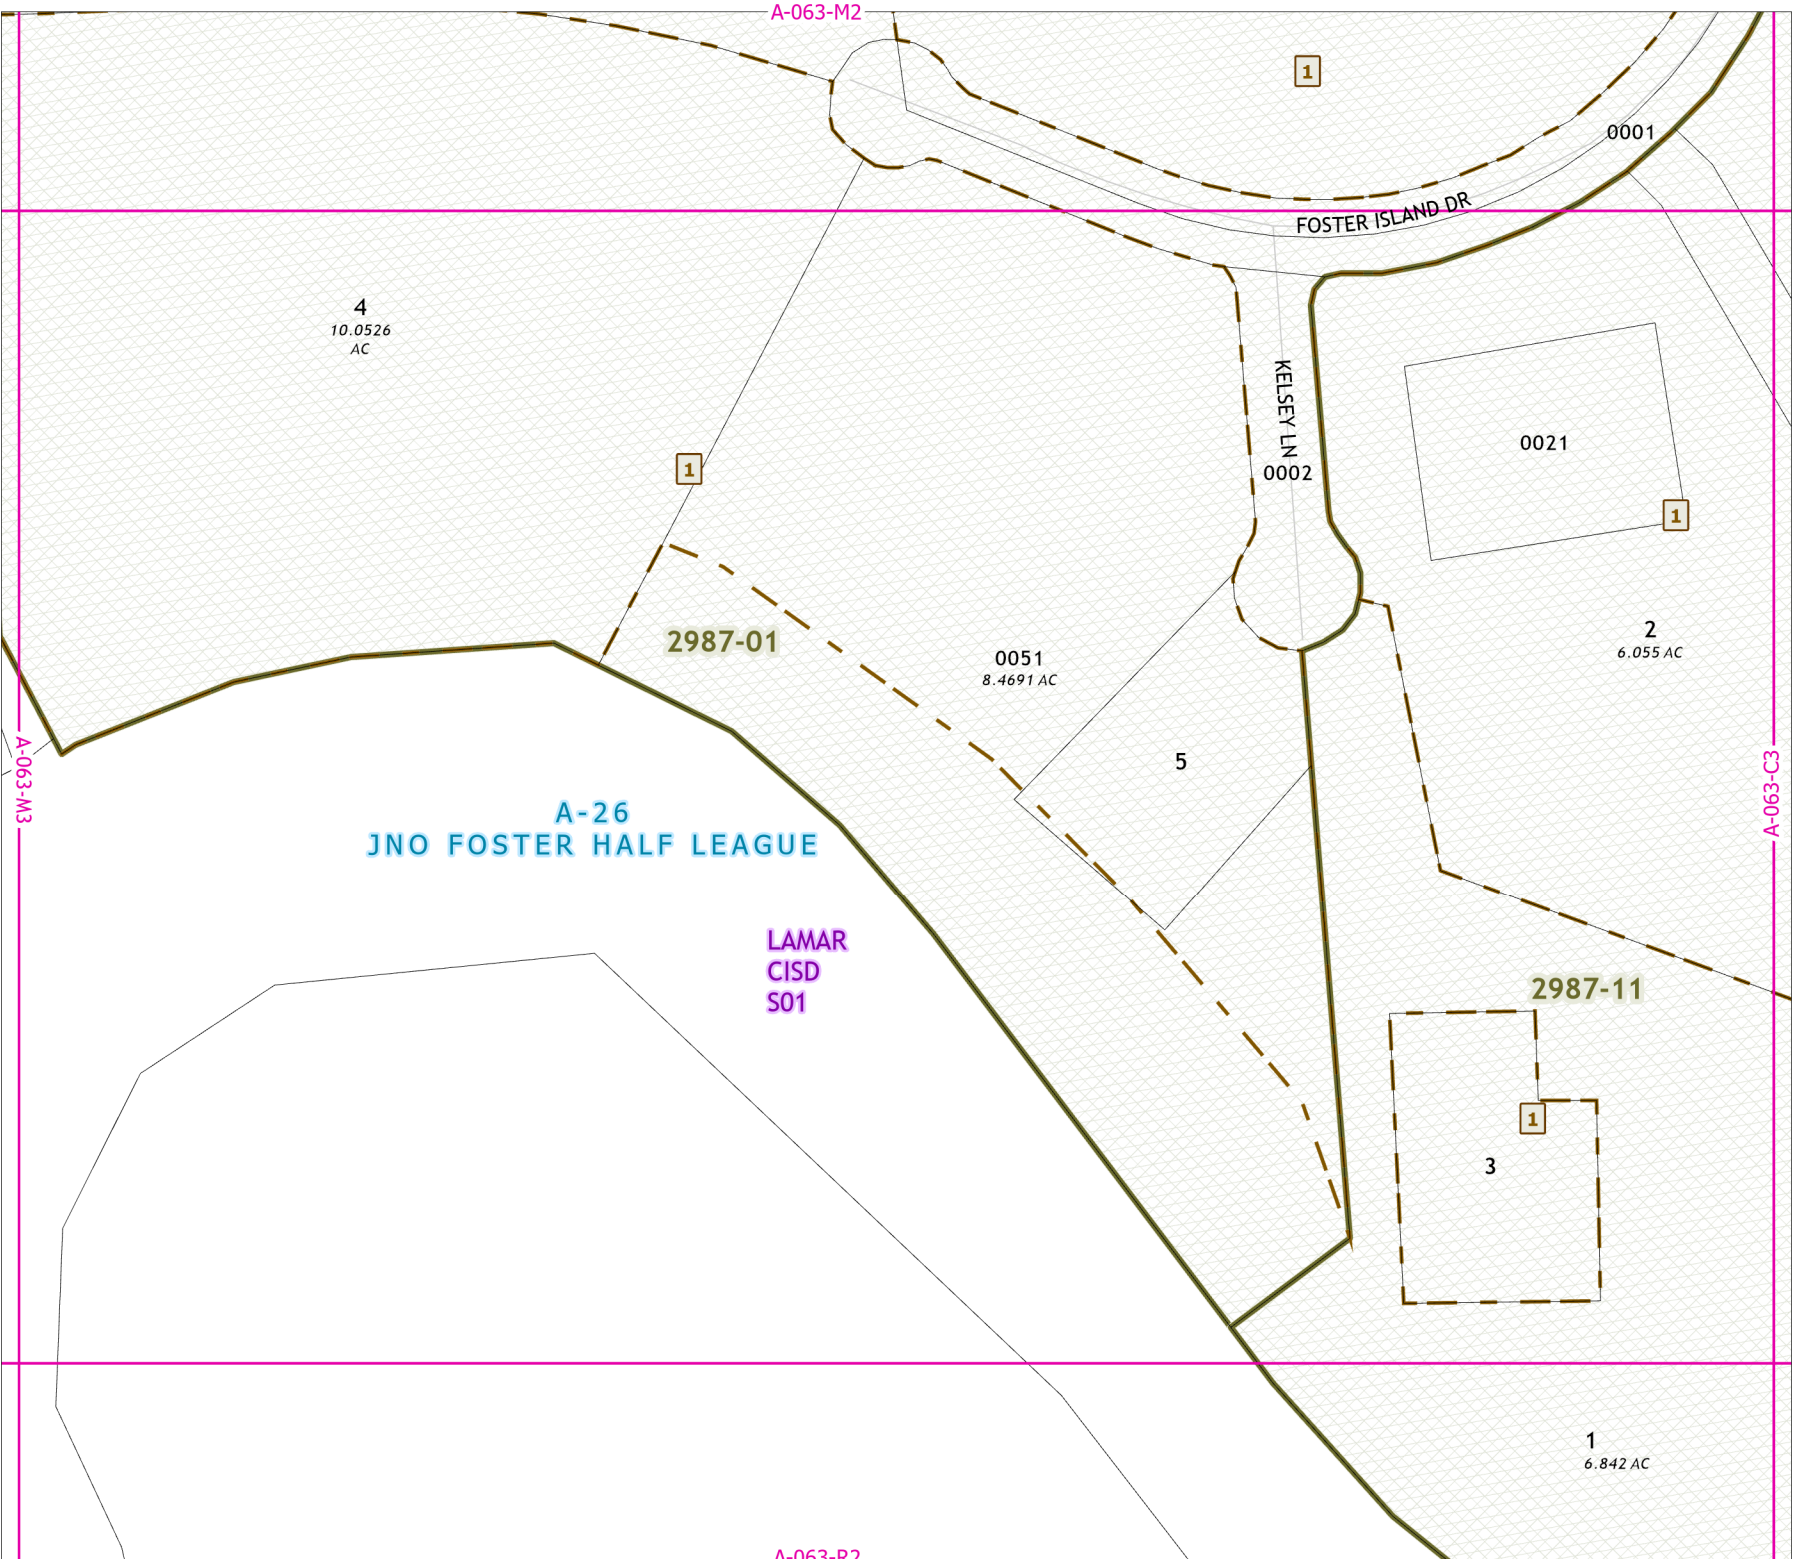 A-063-M2
1
0001
FOSTER ISLAND DR
4
10.0526
AC
KELSEY LN
0002
0021
1
1
2987-01
2
6.055 AC
0051
8.4691 AC
5
A-063-M3
A-063-C3
A-26
JNO FOSTER HALF LEAGUE
LAMAR
CISD
S01
2987-11
1
3
1
6.842 AC
A-063-R2